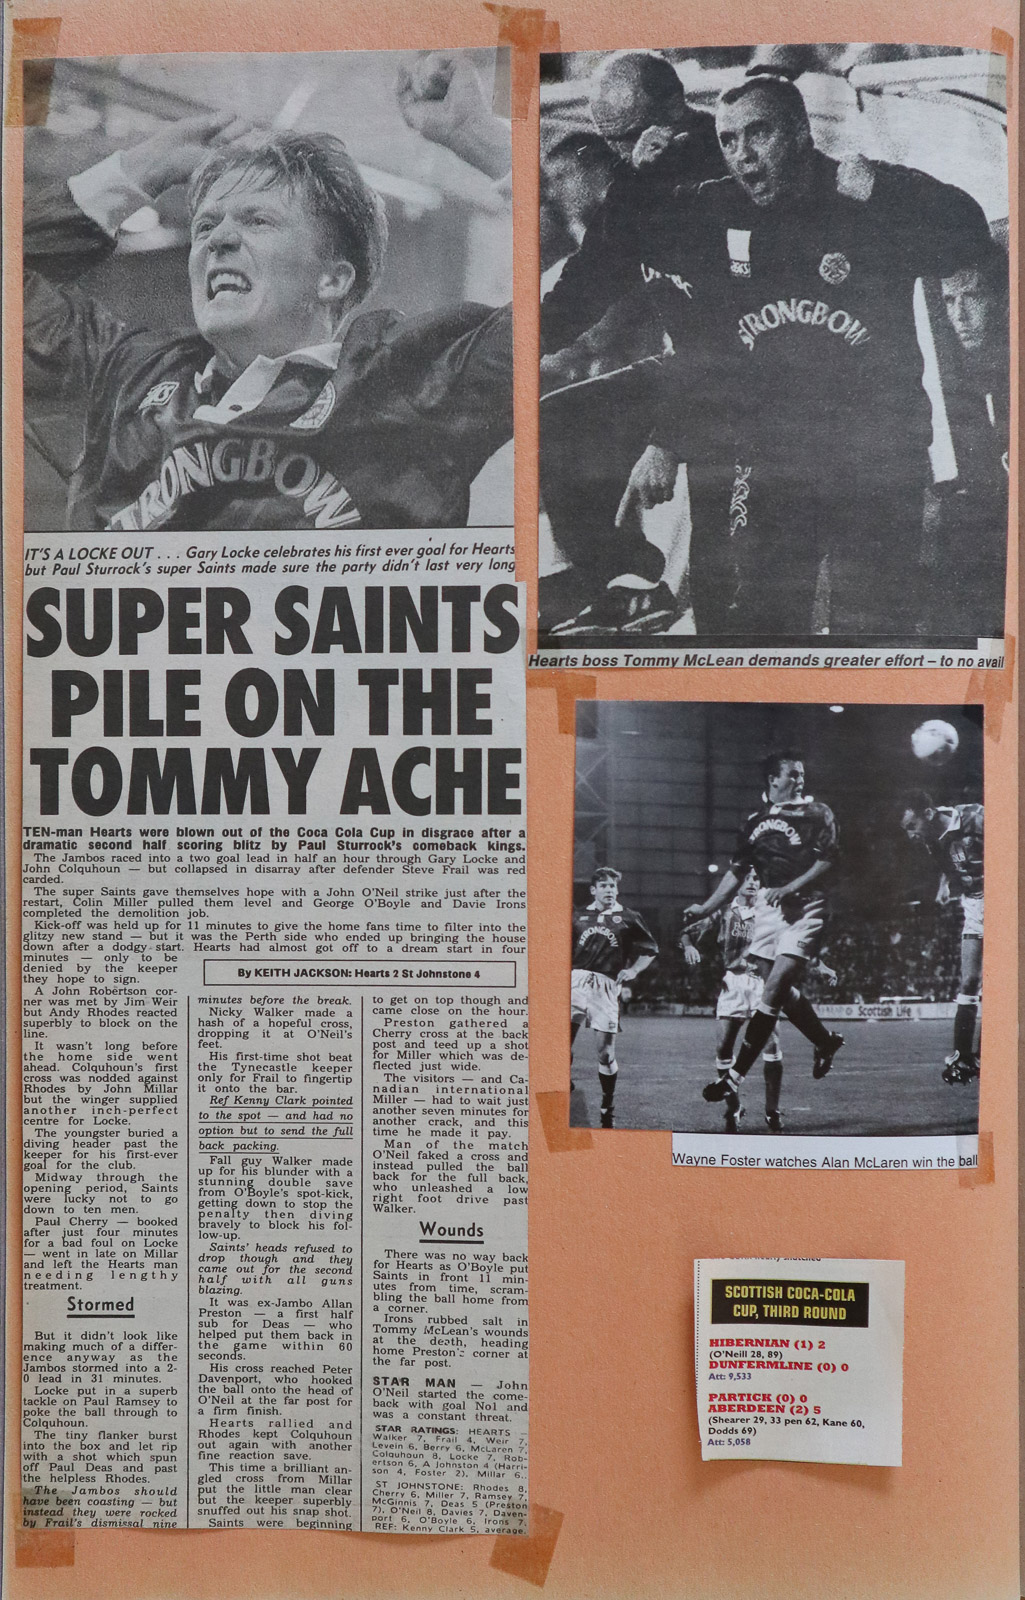 STRONGBOW
IT'S A LOCKE OUT . . . Gary Locke celebrates his first ever goal for Hearts
but Paul Sturrock's super Saints made sure the party didn't last very long
SUPER SAINTS
PILE ON THE
TOMMY ACHE
TEN-man Hearts were blown out of the Coca Cola Cup in disgrace after a
dramatic second half scoring blitz by Paul Sturrock's comeback kings.
The Jambos raced into a two goal lead in half an hour through Gary Locke and
John Colquhoun — but collapsed in disarray after defender Steve Frail was red
carded.
The super Saints gave themselves hope with a John O'Neil strike just after the
restart, Colin Miller pulled them level and George O'Boyle and Davie Irons
completed the demolition job.
Kick-off was held up for 11 minutes to give the home fans time to filter into the
glitzy new stand — but it was the Perth side who ended up bringing the house
down after a dodgy start. Hearts had almost got off to a dream start in four
minutes — only to be
denied by the keeper
they hope to sign.
A John Robertson cor-
ner was met by Jim Weir
but Andy Rhodes reacted
superbly to block on the
line.
It wasn't long before
the home side went
ahead. Colquhoun's first
cross was nodded against
Rhodes by John Millar
but the winger supplied
another inch-perfect
centre for Locke.
The youngster buried a
diving header past the
keeper for his first-ever
goal for the club.
Midway through the
opening period, Saints
were lucky not to go
down to ten men.
Paul Cherry — booked
after just four minutes
for a bad foul on Locke
— went in late on Millar
and left the Hearts man
needing lengthy
treatment.
Stormed
But it didn't look like
making much of a differ-
ence anyway as the
Jambos stormed into a 2-
0 lead in 31 minutes.
Locke put in a superb
tackle on Paul Ramsey to
poke the ball through to
Colquhoun.
The tiny flanker burst
into the box and let rip
with a shot which spun
off Paul Deas and past
the helpless Rhodes.
The Jambos should
have been coasting — but
instead they were rocked
by Frail's dismissal nine
By KEITH JACKSON: Hearts 2 St Johnstone 4
minutes before the break.
Nicky Walker made a
hash of a hopeful cross,
dropping it at O'Neil's
feet.
His first-time shot beat
the Tynecastle keeper
only for Frail to fingertip
it onto the bar.
Ref Kenny Clark pointed
to the spot — and had no
option but to send the full
back packing.
Fall guy Walker made
up for his blunder with a
stunning double save
from O'Boyle's spot-kick,
getting down to stop the
penalty then diving
bravely to block his fol-
low-up.
Saints' heads refused to
drop though and they
came out for the second
half with all guns
blazing.
It was ex-Jambo Allan
Preston — a first half
sub for Deas — who
helped put them back in
the game within 60
seconds.
His cross reached Peter
Davenport, who hooked
the ball onto the head of
O'Neil at the far post for
a firm finish.
Hearts rallied and
Rhodes kept Colquhoun
out again with another
fine reaction save.
This time a brilliant an-
gled cross from Millar
put the little man clear
but the keeper superbly
snuffed out his snap shot.
Saints were beginning
to get on top though and
came close on the hour.
Preston gathered a
Cherry cross at the back
post and teed up a shot
for Miller which was de-
flected just wide.
The visitors — and Ca-
nadian international
Miller — had to wait just
another seven minutes for
another crack, and this
time he made it pay.
Man of the match
O'Neil faked a cross and
instead pulled the ball
back for the full back,
who unleashed a low
right foot drive past
Walker.
Wounds
There was no way back
for Hearts as O'Boyle put
Saints in front 11 min-
utes from time, scram-
bling the ball home from
a corner.
Irons rubbed salt in
Tommy McLean's wounds
at the death, heading
home Preston's corner at
the far post.
STAR MAN — John
O'Neil started the come-
back with goal No1 and
was a constant threat.
STAR RATINGS: HEARTS —
Walker 7, Frail 4, Weir 7,
Levein 6, Berry 6, McLaren 7,
Colquhoun 8, Locke 7, Rob-
ertson 6, A Johnston 4 (Harri-
son 4, Foster 2), Millar 6.
ST JOHNSTONE: Rhodes 8,
Cherry 6, Miller 7, Ramsey 7,
McGinnis 7, Deas 5 (Preston
7), O'Neil 8, Davies 7, Daven-
port 6, O'Boyle 6, Irons 7.
REF: Kenny Clark 5, average.
STRONGBOW
Hearts boss Tommy McLean demands greater effort – to no avail
STRONGBOW
STRONGBOW
Scottish Life
Wayne Foster watches Alan McLaren win the ball
SCOTTISH COCA-COLA
CUP, THIRD ROUND
HIBERNIAN (1) 2
(O'Neill 28, 89)
DUNFERMLINE (0) 0
Att: 9,533
PARTICK (0) 0
ABERDEEN (2) 5
(Shearer 29, 33 pen 62, Kane 60,
Dodds 69)
Att: 5,058